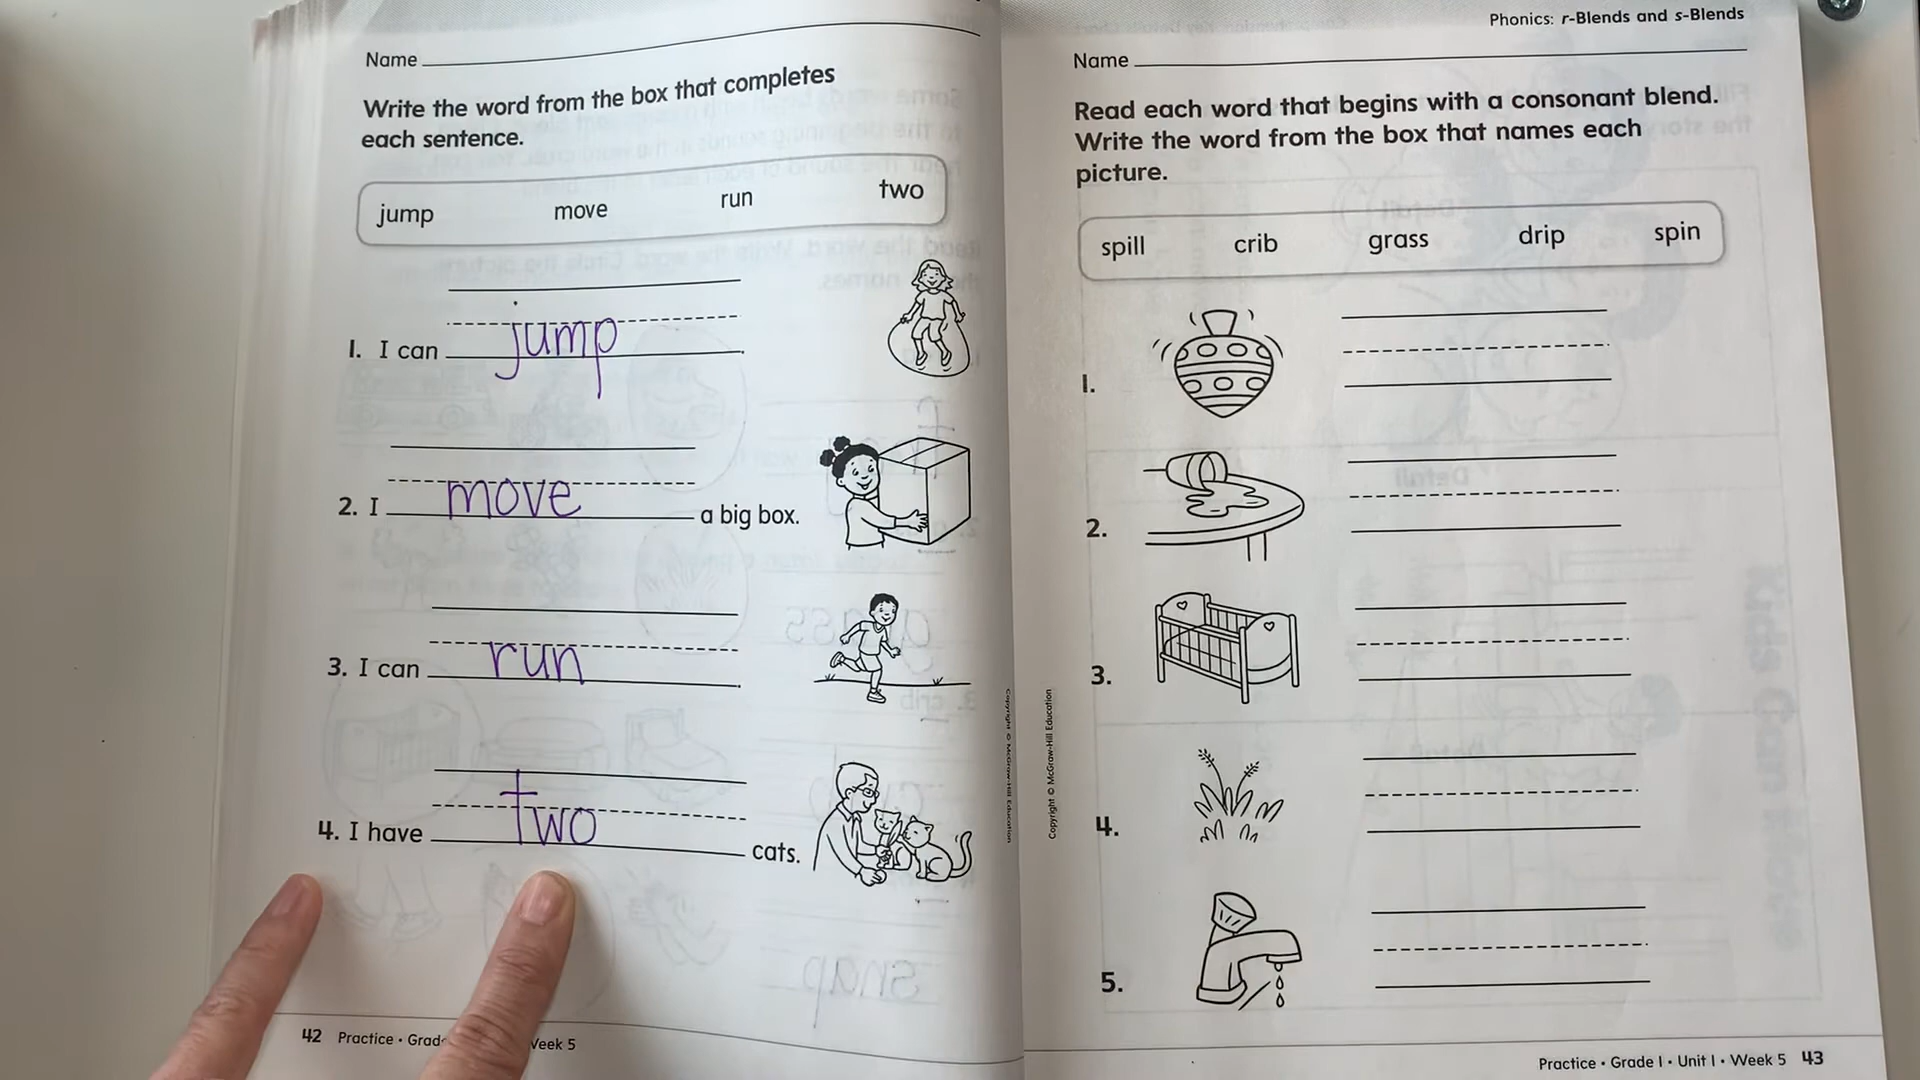 Name
Write the word from the box that completes
each sentence.
jump move run two
1. I can jump.
2. I move a big box.
3. I can run.
4. I have two cats.
42 Practice • Grad
Week 5
Copyright © McGraw-Hill Education
Phonics: r-Blends and s-Blends
Name
Read each word that begins with a consonant blend.
Write the word from the box that names each
picture.
spill crib grass drip spin
1.
2.
3.
4.
5.
Copyright © McGraw-Hill Education
Practice • Grade 1 • Unit 1 • Week 5 43